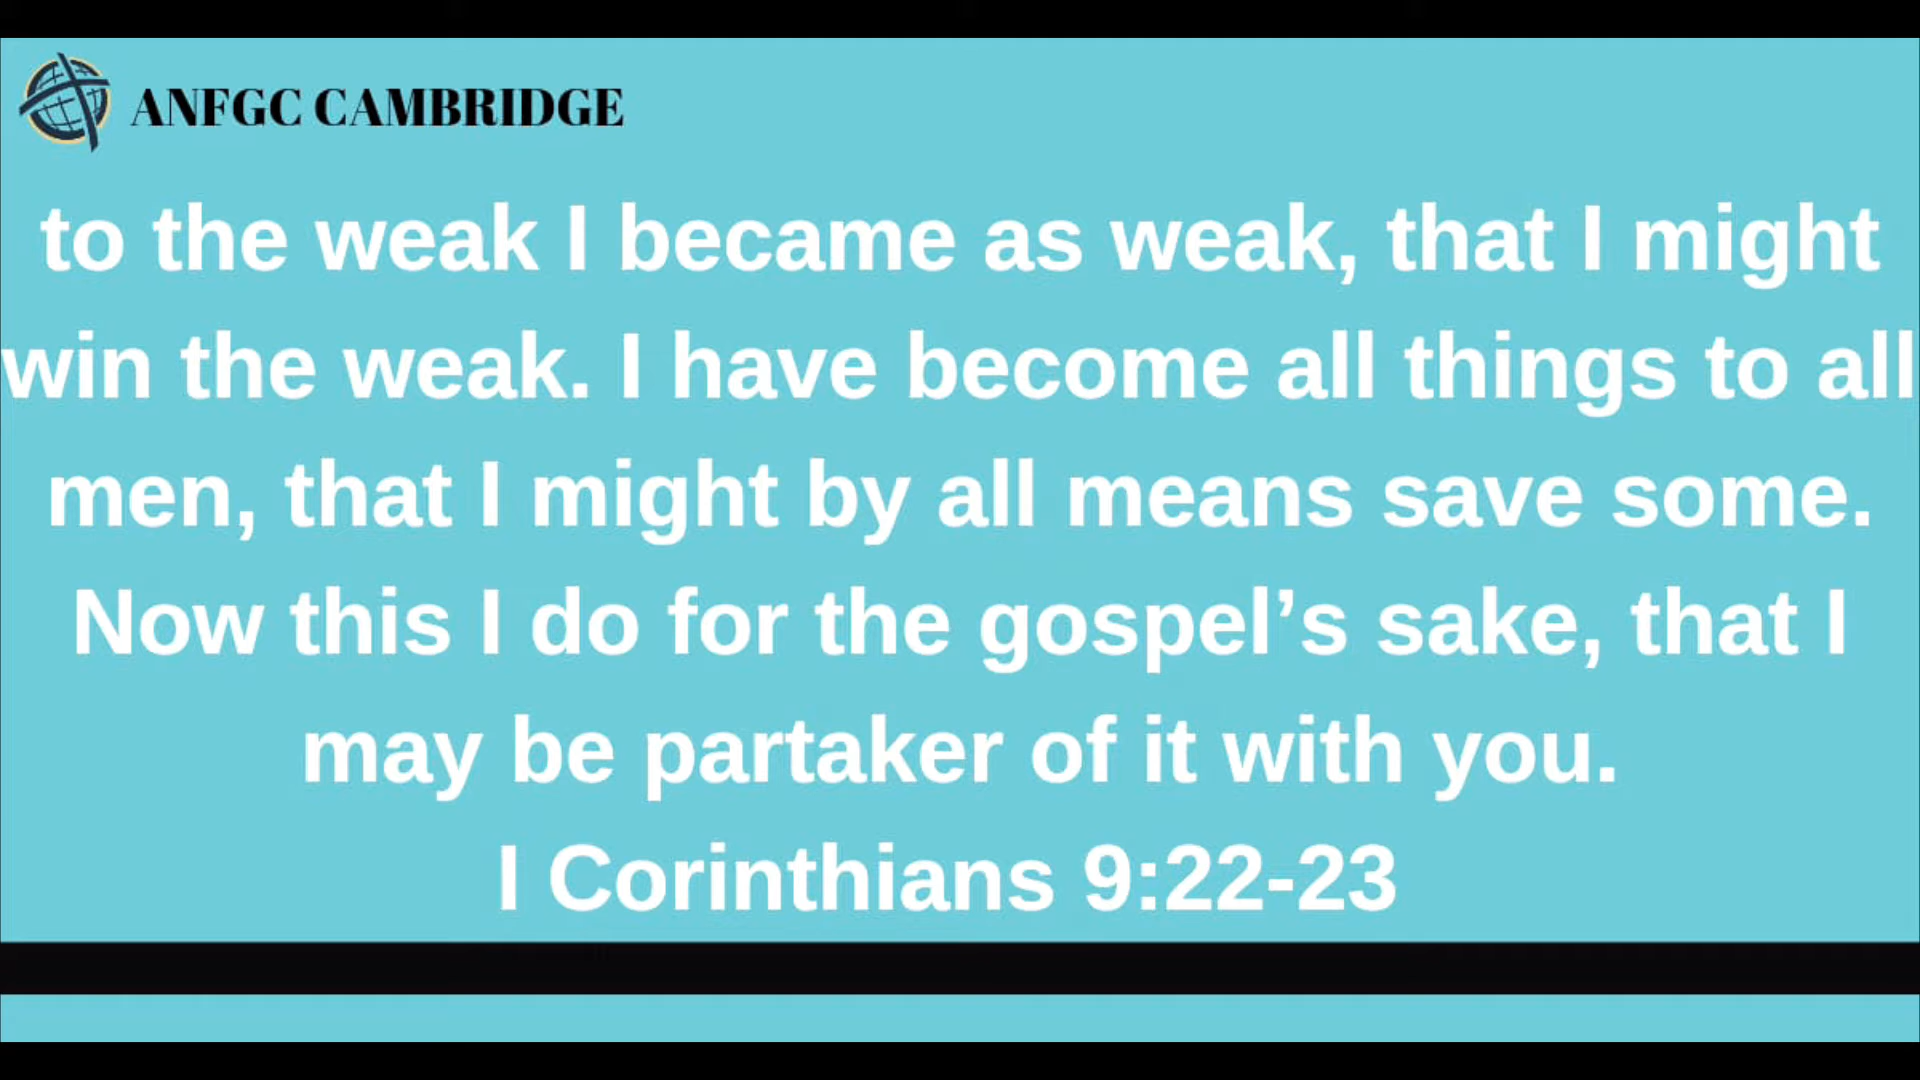 ANFGC CAMBRIDGE
to the weak I became as weak, that I might
win the weak. I have become all things to all
men, that I might by all means save some.
Now this I do for the gospel’s sake, that I
may be partaker of it with you.
I Corinthians 9:22-23